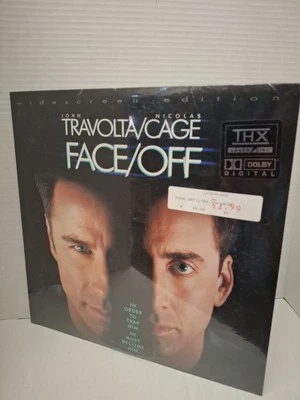 widescreen edition
JOHN NICOLAS
TRAVOLTA/CAGE
FACE/OFF
THX
DOLBY
DIGITAL
IN
ORDER
TO
TRAP
HIM,
HE
MUST
BECOME
HIM.